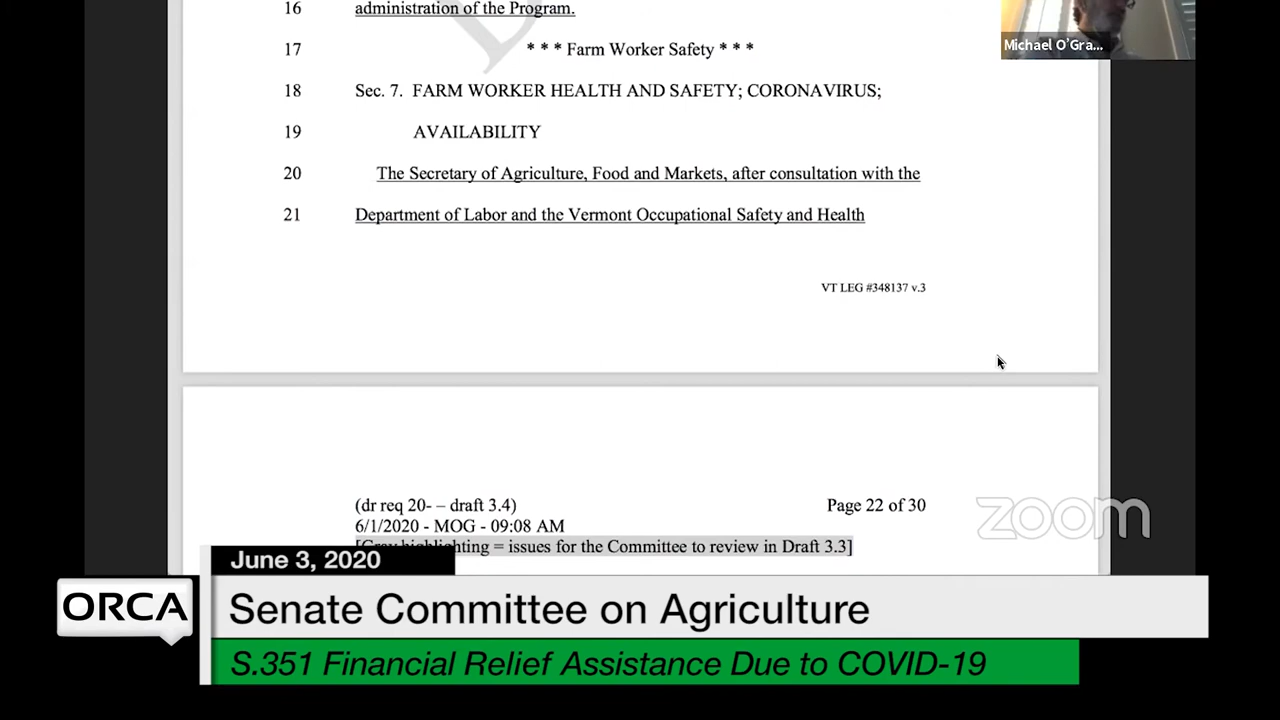 16 administration of the Program.
Michael O'Gra...
17 * * * Farm Worker Safety * * *
18 Sec. 7. FARM WORKER HEALTH AND SAFETY; CORONAVIRUS;
19 AVAILABILITY
20 The Secretary of Agriculture, Food and Markets, after consultation with the
21 Department of Labor and the Vermont Occupational Safety and Health
VT LEG #348137 v.3
(dr req 20- – draft 3.4) Page 22 of 30
6/1/2020 - MOG - 09:08 AM
[Gray highlighting = issues for the Committee to review in Draft 3.3]
zoom
June 3, 2020
ORCA
Senate Committee on Agriculture
S.351 Financial Relief Assistance Due to COVID-19